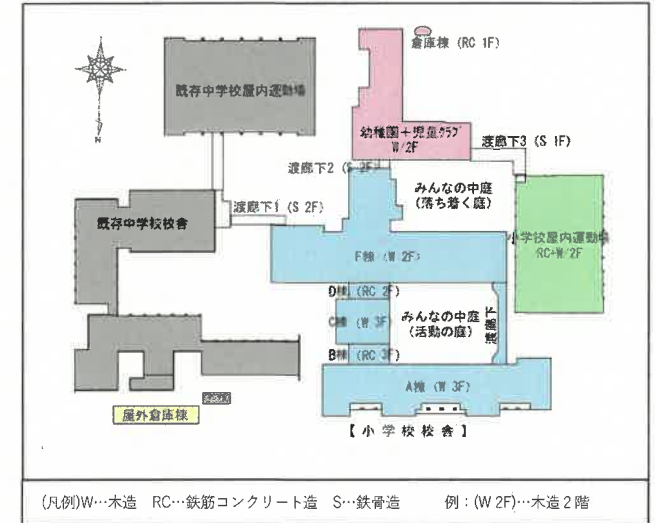 倉庫棟 (RC 1F)
既存中学校屋内運動場
N
幼稚園+児童クラブ
W/2F
渡廊下3 (S 1F)
渡廊下2 (S 2F)
みんなの中庭
(落ち着く庭)
渡廊下1 (S 2F)
既存中学校校舎
小学校屋内運動場
RC+W/2F
F棟 (W 2F)
D棟 (RC 2F)
C棟 (W 3F)
みんなの中庭
(活動の庭)
渡廊下
B棟 (RC 3F)
A棟 (W 3F)
屋外倉庫棟
【小学校校舎】
(凡例)W…木造 RC…鉄筋コンクリート造 S…鉄骨造 例：(W 2F)…木造2階